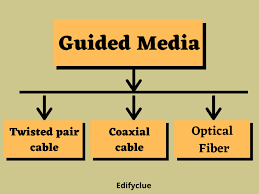 Guided Media
Twisted pair
cable
Coaxial
cable
Optical
Fiber
Edifyclue